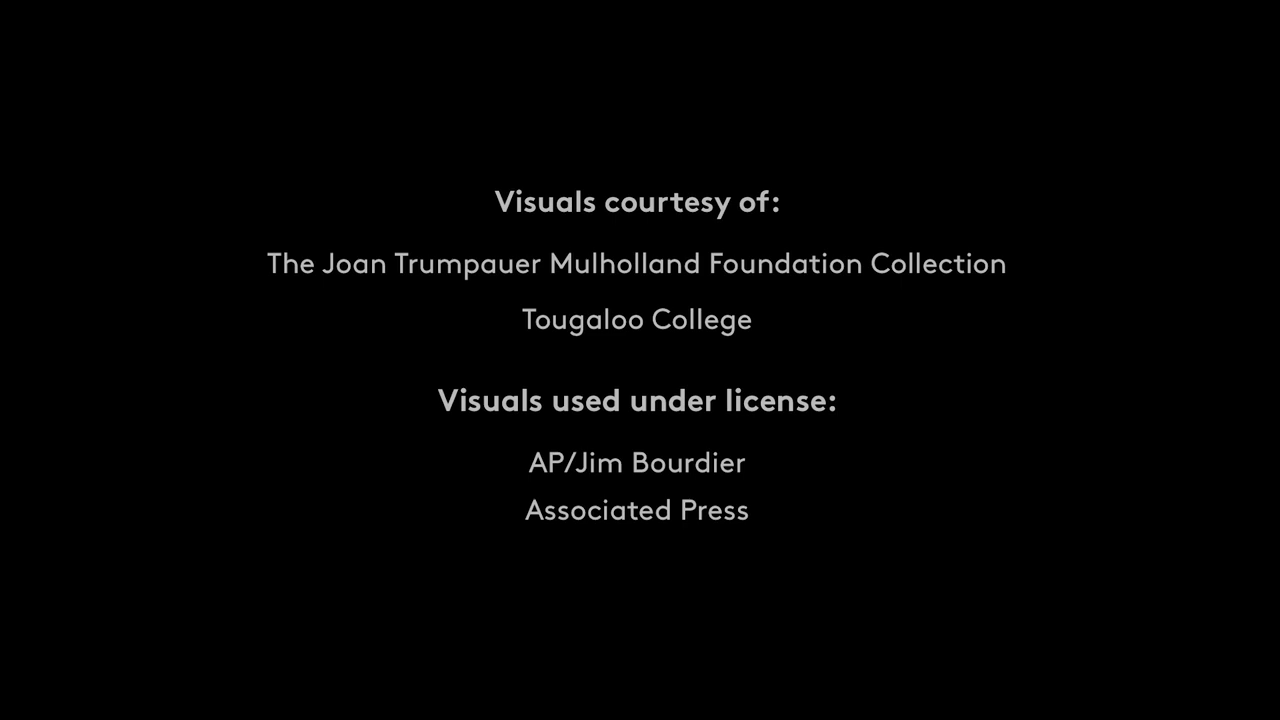 Visuals courtesy of:
The Joan Trumpauer Mulholland Foundation Collection
Tougaloo College
Visuals used under license:
AP/Jim Bourdier
Associated Press